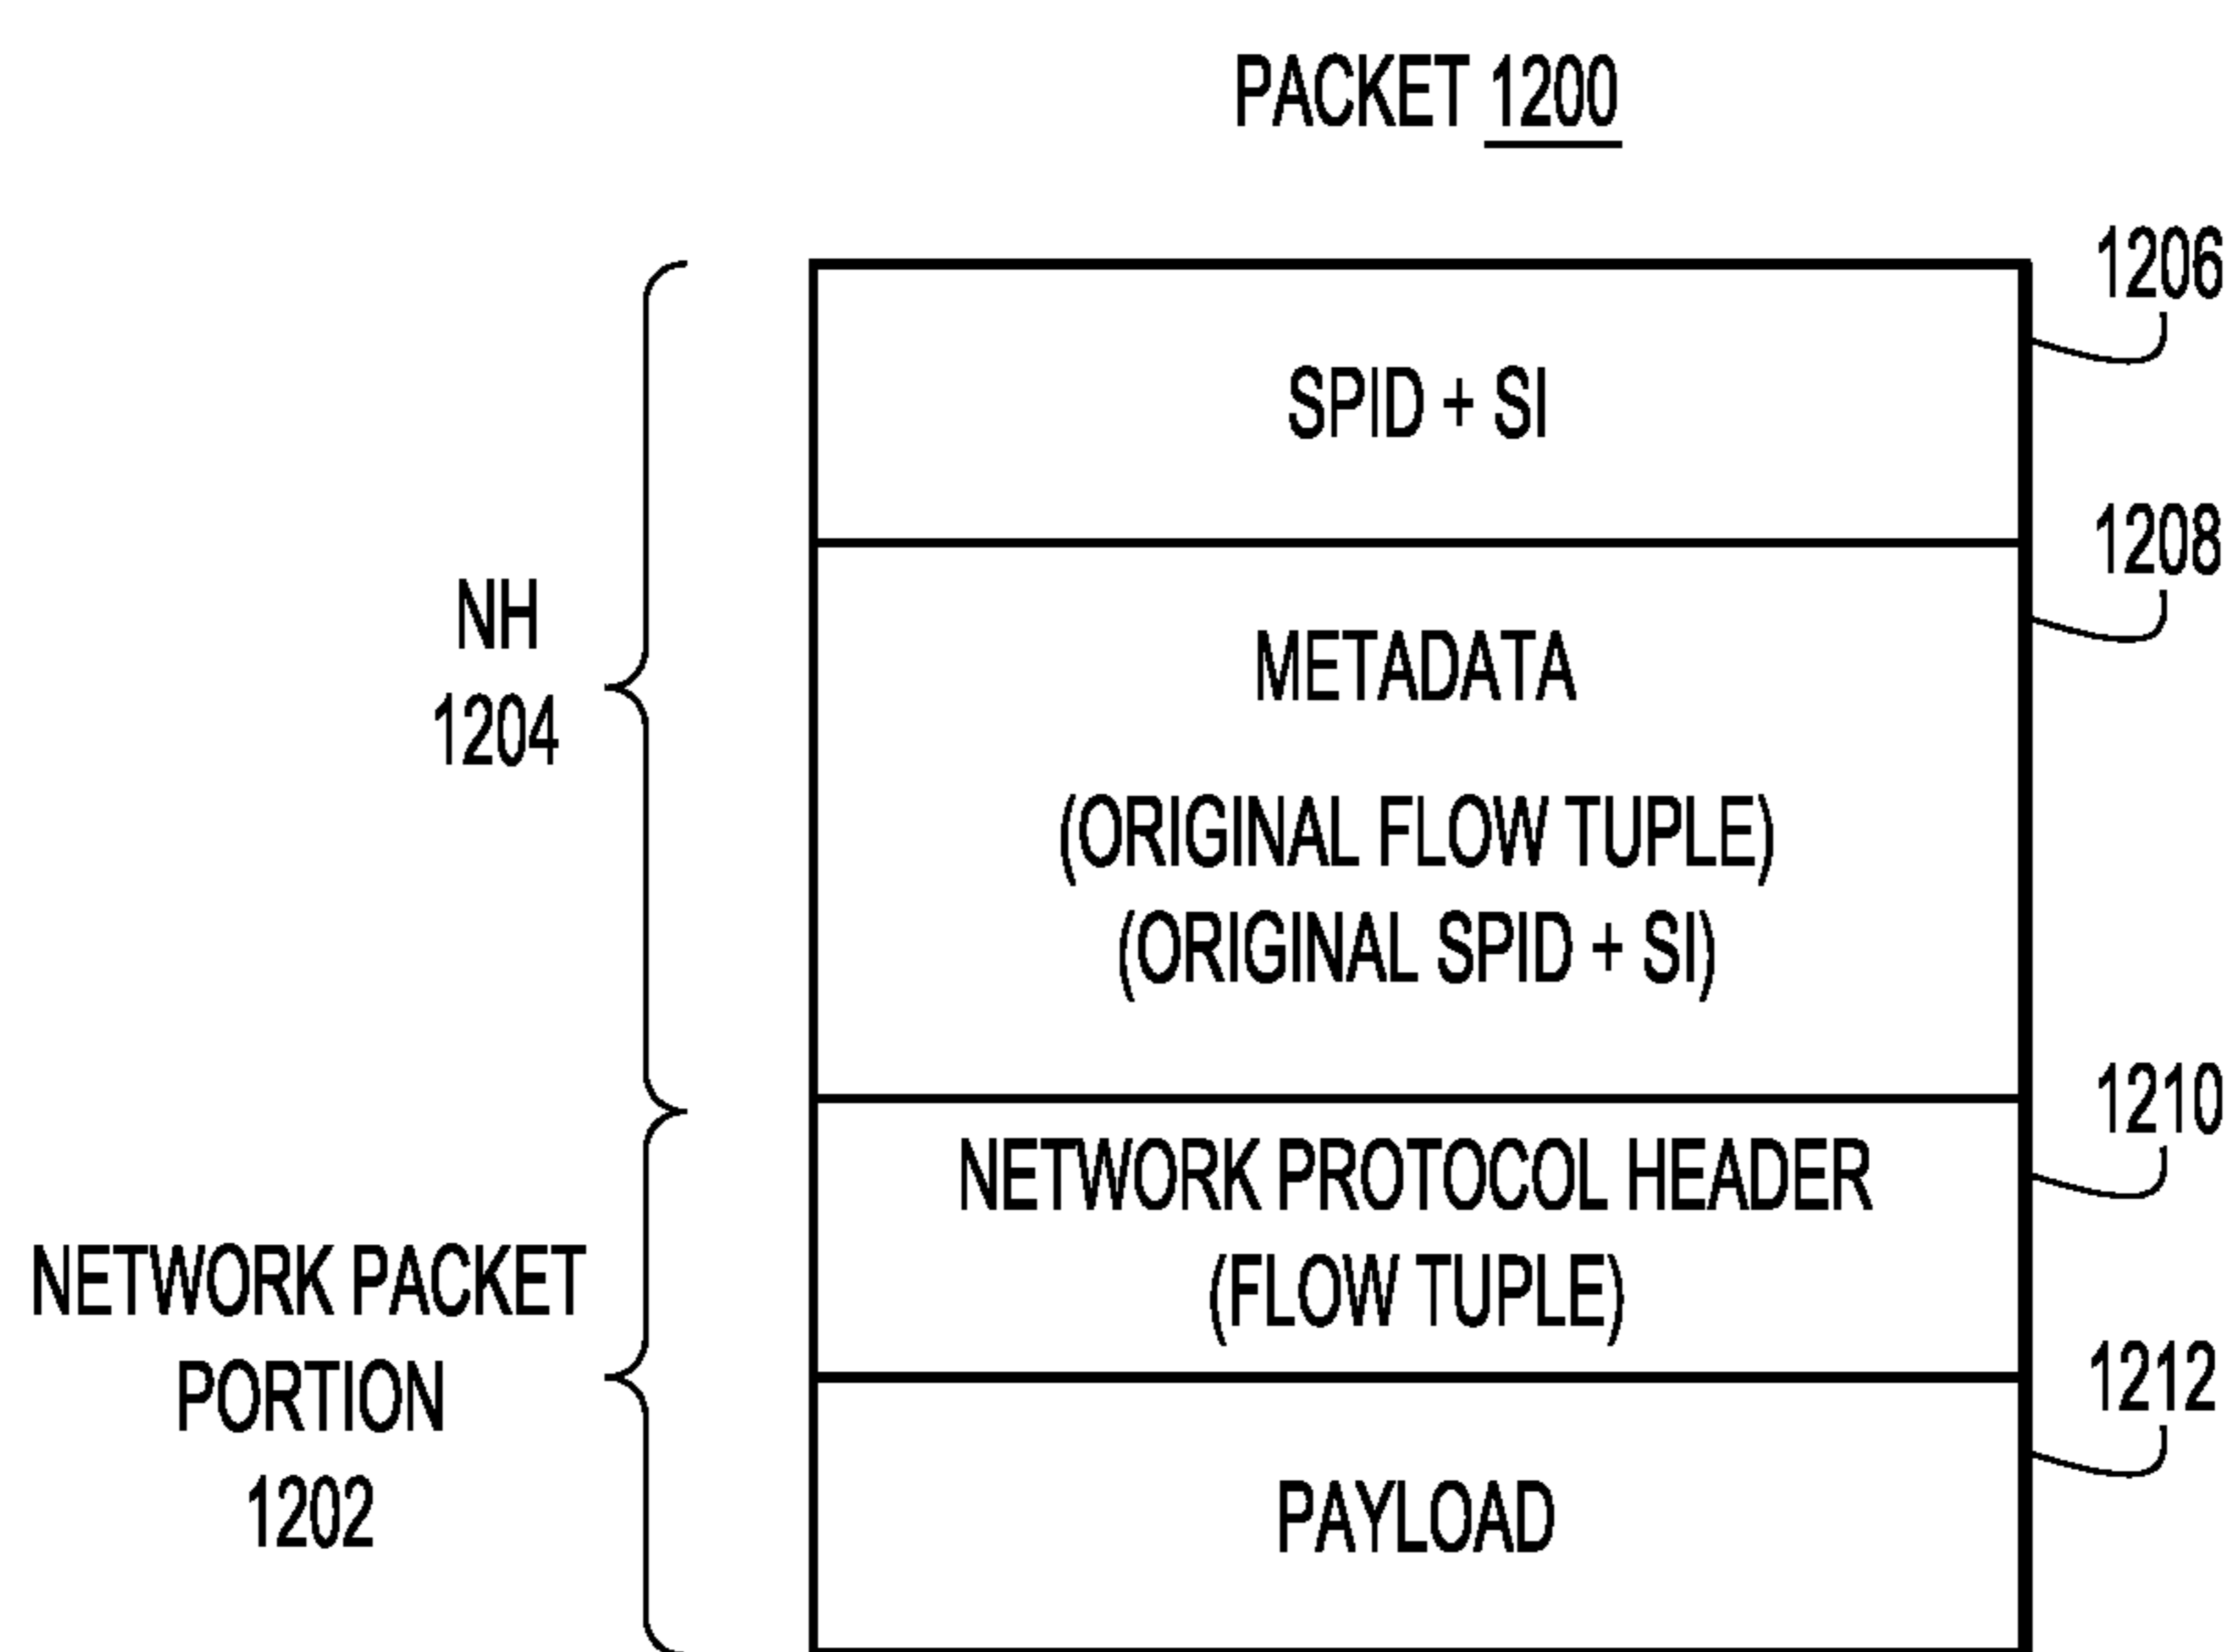 PACKET 1200
1206
SPID + SI
1208
NH
1204
METADATA
(ORIGINAL FLOW TUPLE)
(ORIGINAL SPID + SI)
1210
NETWORK PROTOCOL HEADER
(FLOW TUPLE)
NETWORK PACKET
PORTION
1202
1212
PAYLOAD